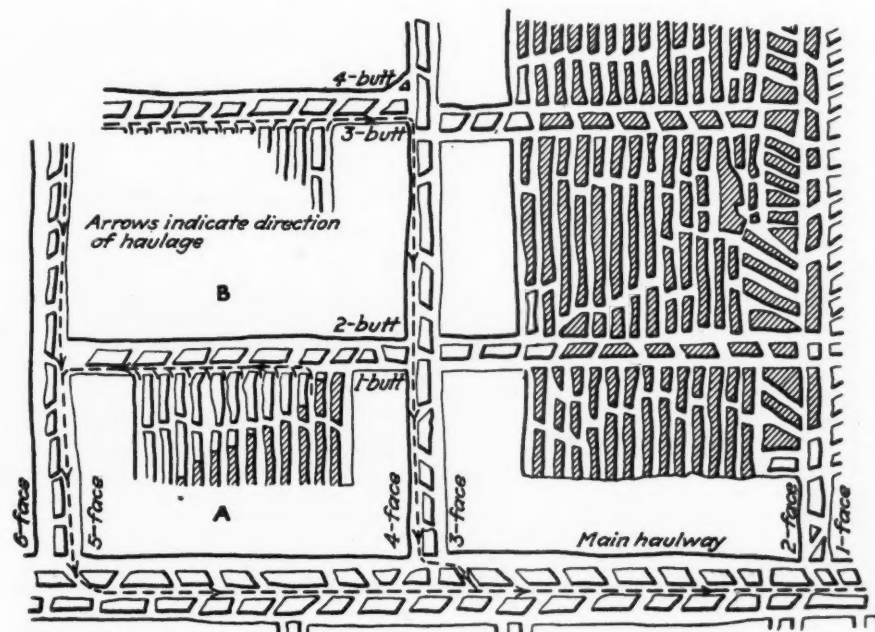 4-butt
3-butt
Arrows indicate direction
of haulage
B
2-butt
1-butt
A
6-face
5-face
4-face
3-face
Main haulway
2-face
1-face